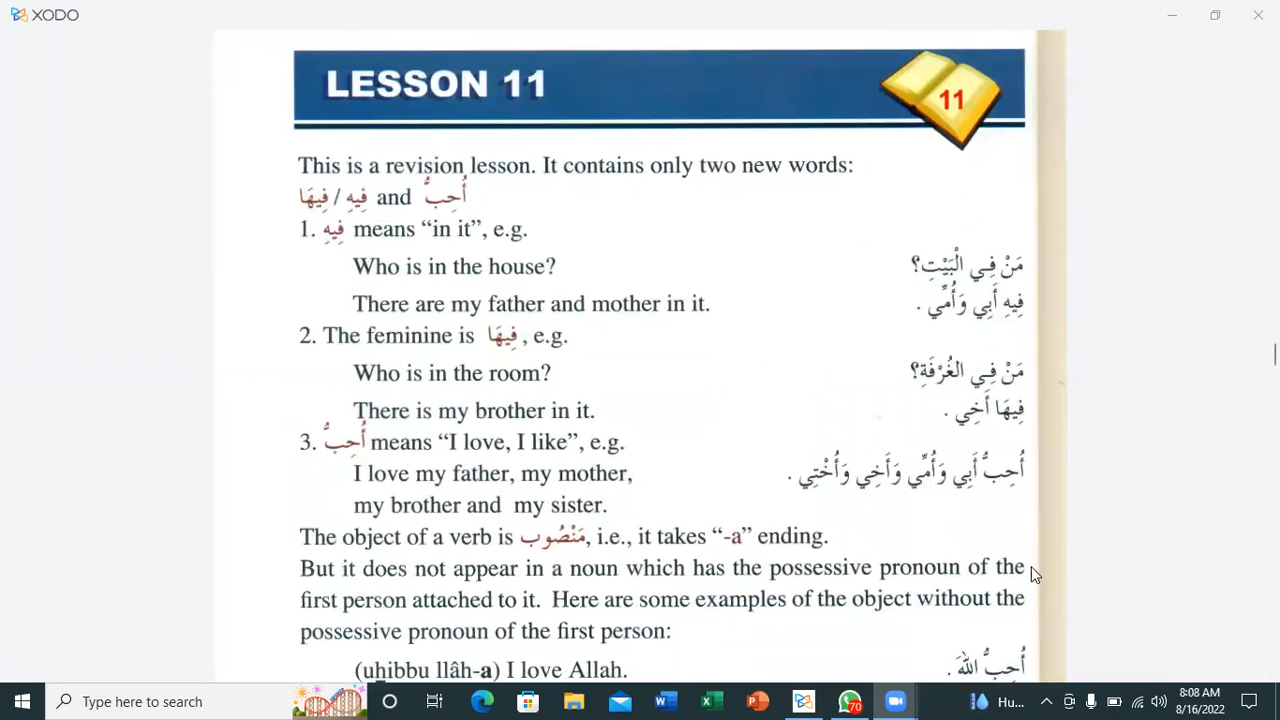 XODO
LESSON 11
11
This is a revision lesson. It contains only two new words:
فِيهِ / فِيهَا and أُحِبُّ
1. فِيهِ means “in it”, e.g.
Who is in the house? مَنْ فِي الْبَيْتِ؟
There are my father and mother in it. فِيهِ أَبِي وَأُمِّي .
2. The feminine is فِيهَا , e.g.
Who is in the room? مَنْ فِي الغُرْفَةِ؟
There is my brother in it. فِيهَا أَخِي .
3. أُحِبُّ means “I love, I like”, e.g.
I love my father, my mother, أُحِبُّ أَبِي وَأُمِّي وَأَخِي وَأُخْتِي .
my brother and my sister.
The object of a verb is مَنْصُوب, i.e., it takes “-a” ending.
But it does not appear in a noun which has the possessive pronoun of the
first person attached to it. Here are some examples of the object without the
possessive pronoun of the first person:
(uḥibbu llâh-a) I love Allah. أُحِبُّ اللهَ .
Type here to search
70
Hu...
8:08 AM
8/16/2022